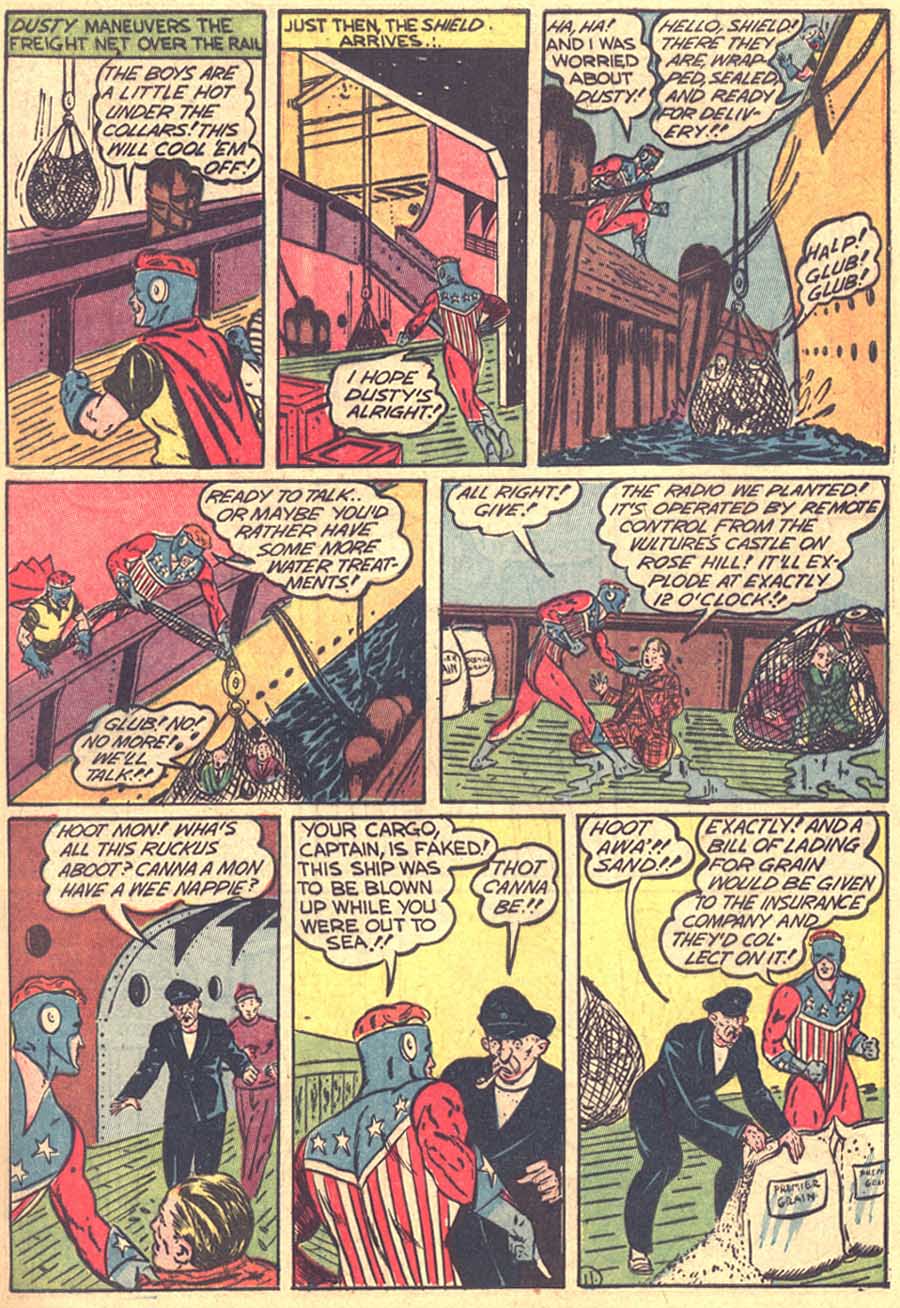 DUSTY MANEUVERS THE
FREIGHT NET OVER THE RAIL
THE BOYS ARE
A LITTLE HOT
UNDER THE
COLLARS! THIS
WILL COOL 'EM
OFF!
JUST THEN, THE SHIELD
ARRIVES...
I HOPE
DUSTY'S
ALRIGHT!
HA, HA!
AND I WAS
WORRIED
ABOUT
DUSTY!
HELLO, SHIELD!
THERE THEY
ARE, WRAP-
PED, SEALED,
AND READY
FOR DELIV-
ERY!!
HALP!
GLUB!
GLUB!
READY TO TALK..
OR MAYBE YOU'D
RATHER HAVE
SOME MORE
WATER TREAT-
MENTS!
GLUB! NO!
NO MORE!
WE'LL
TALK!!
ALL RIGHT!
GIVE!
THE RADIO WE PLANTED!
IT'S OPERATED BY REMOTE
CONTROL FROM THE
VULTURE'S CASTLE ON
ROSE HILL! IT'LL EX-
PLODE AT EXACTLY
12 O'CLOCK!!
PREMIER
GRAIN
HOOT MON! WHA'S
ALL THIS RUCKUS
ABOOT? CANNA A MON
HAVE A WEE NAPPIE?
YOUR CARGO,
CAPTAIN, IS FAKED!
THIS SHIP WAS
TO BE BLOWN
UP WHILE YOU
WERE OUT TO
SEA!!
THOT
C'ANNA
BE!!
HOOT
AWA'!!
SAND!!
EXACTLY! AND A
BILL OF LADING
FOR GRAIN
WOULD BE GIVEN
TO THE INSURANCE
COMPANY AND
THEY'D COL-
LECT ON IT!
PREMIER
GRAIN
11